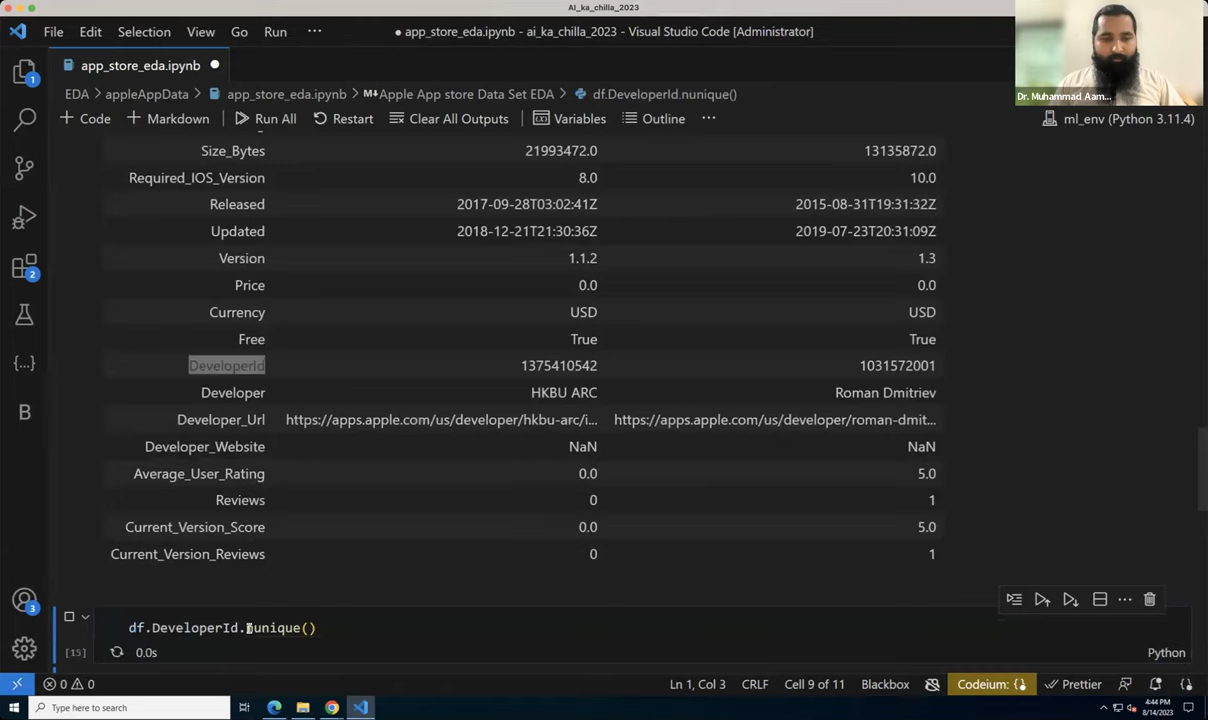 AI_ka_chilla_2023
File Edit Selection View Go Run ···
● app_store_eda.ipynb - ai_ka_chilla_2023 - Visual Studio Code [Administrator]
Dr. Muhammad Aam...
1
app_store_eda.ipynb
EDA > appleAppData > app_store_eda.ipynb > M↓Apple App store Data Set EDA > df.DeveloperId.nunique()
+ Code + Markdown Run All Restart Clear All Outputs Variables Outline ··· ml_env (Python 3.11.4)
Size_Bytes 21993472.0 13135872.0
Required_IOS_Version 8.0 10.0
Released 2017-09-28T03:02:41Z 2015-08-31T19:31:32Z
Updated 2018-12-21T21:30:36Z 2019-07-23T20:31:09Z
Version 1.1.2 1.3
2
Price 0.0 0.0
Currency USD USD
Free True True
DeveloperId 1375410542 1031572001
Developer HKBU ARC Roman Dmitriev
B
Developer_Url https://apps.apple.com/us/developer/hkbu-arc/i... https://apps.apple.com/us/developer/roman-dmit...
Developer_Website NaN NaN
Average_User_Rating 0.0 5.0
Reviews 0 1
Current_Version_Score 0.0 5.0
Current_Version_Reviews 0 1
3
df.DeveloperId.nunique()
[15] 0.0s Python
0 0 Ln 1, Col 3 CRLF Cell 9 of 11 Blackbox Codeium: {} Prettier
Type here to search 4:44 PM
8/14/2023